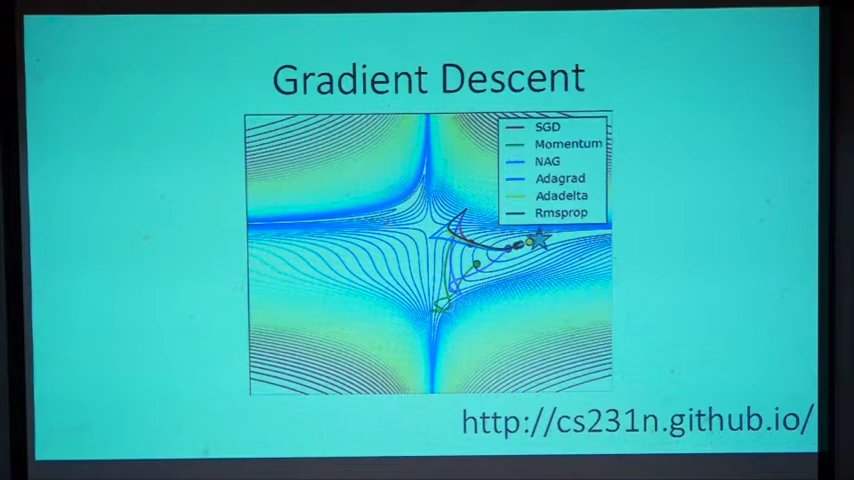 Gradient Descent
SGD
Momentum
NAG
Adagrad
Adadelta
Rmsprop
http://cs231n.github.io/